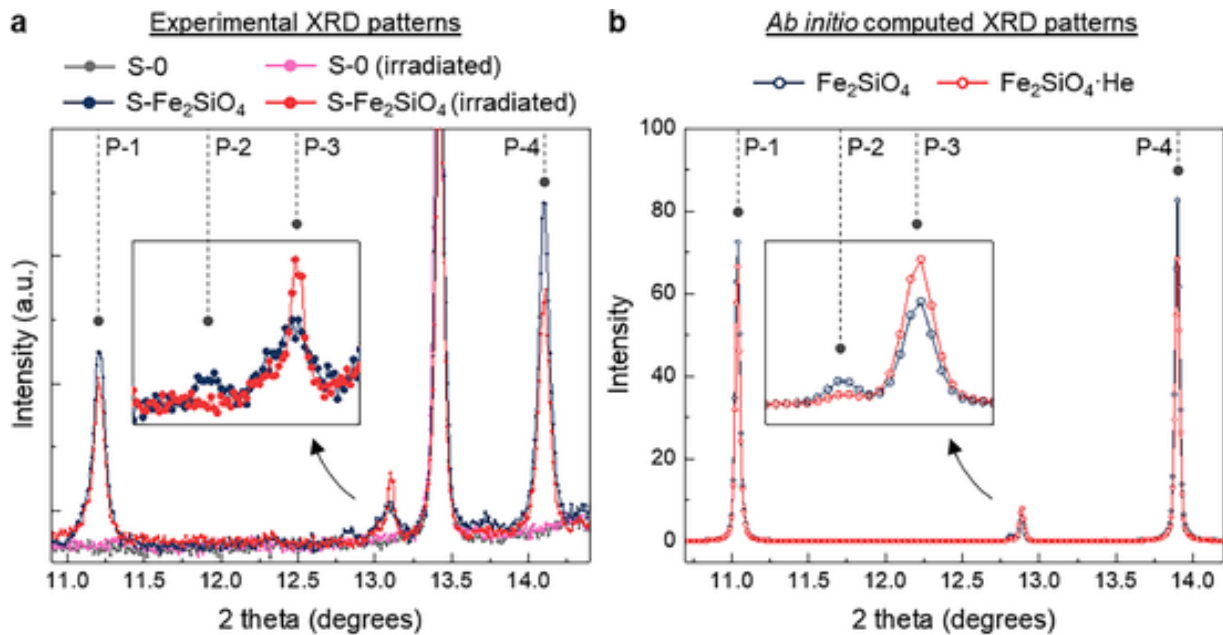 a Experimental XRD patterns
S-0 S-0 (irradiated)
S-Fe₂SiO₄ S-Fe₂SiO₄ (irradiated)
P-1 P-2 P-3 P-4
Intensity (a.u.)
11.0 11.5 12.0 12.5 13.0 13.5 14.0
2 theta (degrees)
b Ab initio computed XRD patterns
Fe₂SiO₄ Fe₂SiO₄·He
100
80
60
40
20
0
P-1 P-2 P-3 P-4
Intensity
11.0 11.5 12.0 12.5 13.0 13.5 14.0
2 theta (degrees)